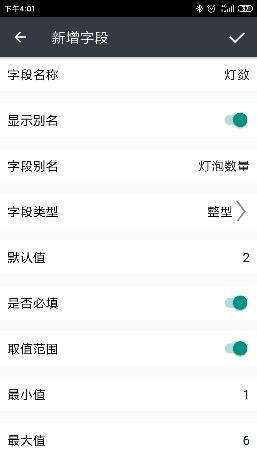 下午4:01
新增字段
字段名称 灯数
显示别名
字段别名 灯泡数量
字段类型 整型
默认值 2
是否必填
取值范围
最小值 1
最大值 6